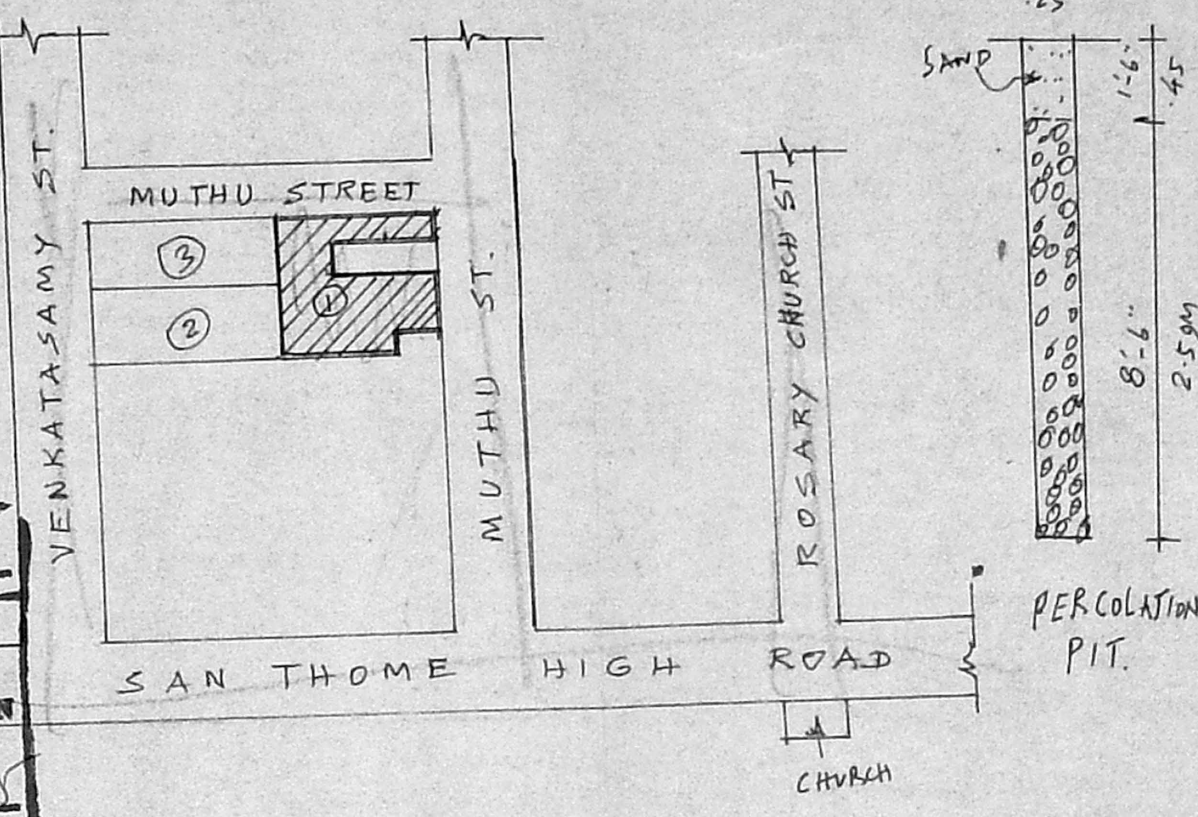 .25
SAND
1'-6"
.45
MUTHU STREET
VENKATASAMY ST.
3
2
1
MUTHU ST.
ROSARY CHURCH ST
8'-6"
2.59M
SAN THOME HIGH ROAD
PERCOLATION
PIT.
CHURCH